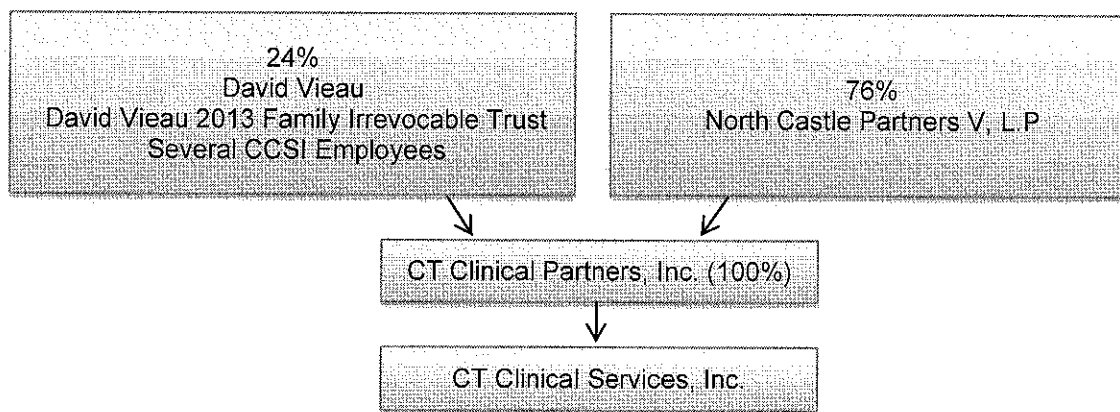 24%
David Vieau
David Vieau 2013 Family Irrevocable Trust
Several CCSI Employees
76%
North Castle Partners V, L.P
CT Clinical Partners, Inc. (100%)
CT Clinical Services, Inc.